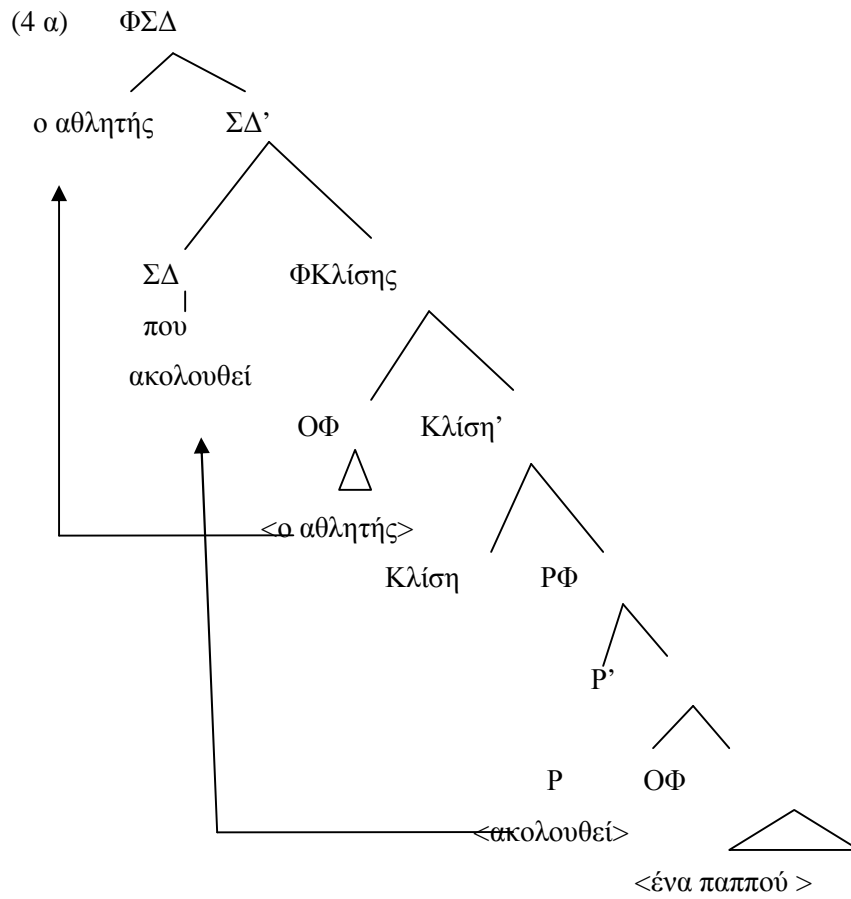 (4 α) ΦΣΔ
ο αθλητής ΣΔ’
ΣΔ ΦΚλίσης
που
ακολουθεί
ΟΦ Κλίση’
<ο αθλητής>
Κλίση ΡΦ
Ρ’
Ρ ΟΦ
<ακολουθεί>
<ένα παππού >